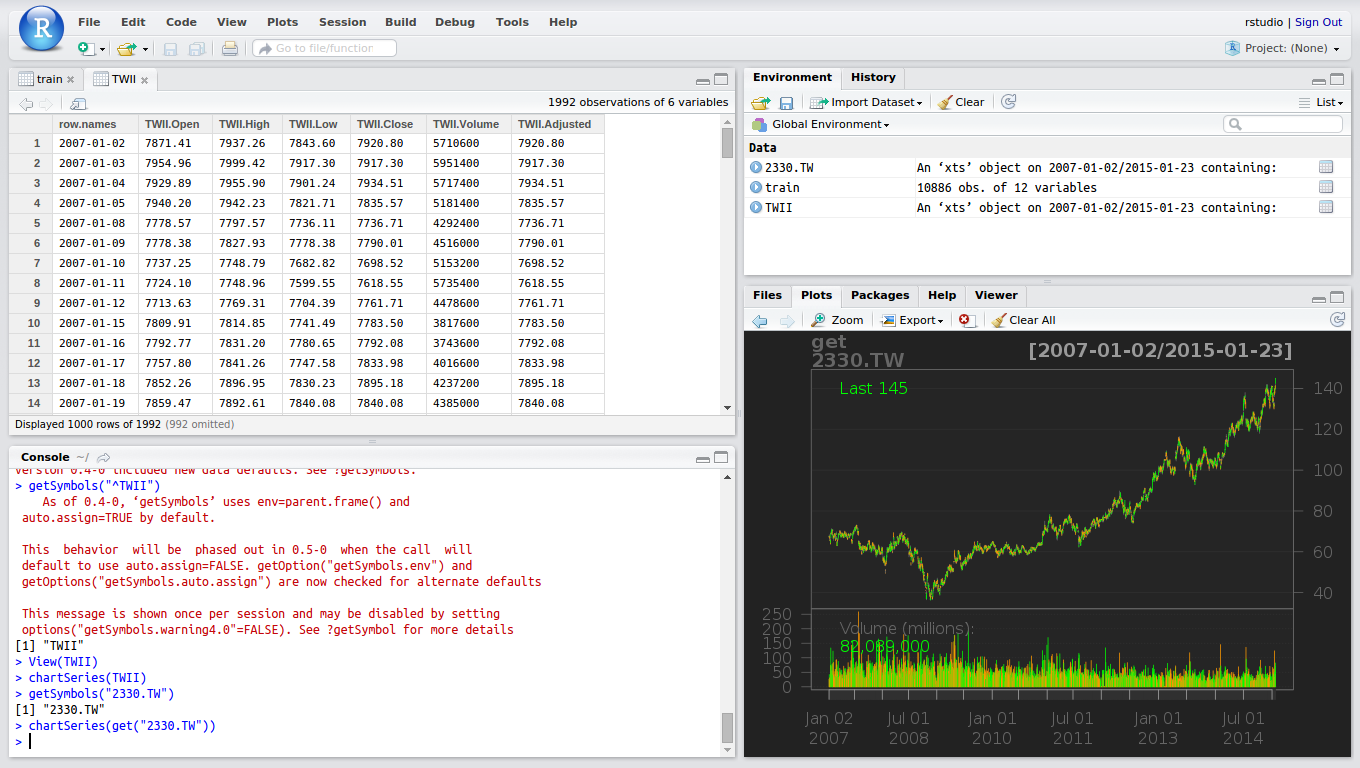 R File Edit Code View Plots Session Build Debug Tools Help rstudio | Sign Out
Go to file/function R Project: (None)
train TWII
1992 observations of 6 variables
row.names TWII.Open TWII.High TWII.Low TWII.Close TWII.Volume TWII.Adjusted
1 2007-01-02 7871.41 7937.26 7843.60 7920.80 5710600 7920.80
2 2007-01-03 7954.96 7999.42 7917.30 7917.30 5951400 7917.30
3 2007-01-04 7929.89 7955.90 7901.24 7934.51 5717400 7934.51
4 2007-01-05 7940.20 7942.23 7821.71 7835.57 5181400 7835.57
5 2007-01-08 7778.57 7797.57 7736.11 7736.71 4292400 7736.71
6 2007-01-09 7778.38 7827.93 7778.38 7790.01 4516000 7790.01
7 2007-01-10 7737.25 7748.79 7682.82 7698.52 5153200 7698.52
8 2007-01-11 7724.10 7748.96 7599.55 7618.55 5735400 7618.55
9 2007-01-12 7713.63 7769.31 7704.39 7761.71 4478600 7761.71
10 2007-01-15 7809.91 7814.85 7741.49 7783.50 3817600 7783.50
11 2007-01-16 7792.77 7831.20 7780.65 7792.08 3743600 7792.08
12 2007-01-17 7757.80 7841.26 7747.58 7833.98 4016600 7833.98
13 2007-01-18 7852.26 7896.95 7830.23 7895.18 4237200 7895.18
14 2007-01-19 7859.47 7892.61 7840.08 7840.08 4385000 7840.08
Displayed 1000 rows of 1992 (992 omitted)
Console ~/
version 0.4-0 included new data defaults. See ?getSymbols.
> getSymbols("^TWII")
As of 0.4-0, ‘getSymbols’ uses env=parent.frame() and
auto.assign=TRUE by default.
This behavior will be phased out in 0.5-0 when the call will
default to use auto.assign=FALSE. getOption("getSymbols.env") and
getOptions("getSymbols.auto.assign") are now checked for alternate defaults
This message is shown once per session and may be disabled by setting
options("getSymbols.warning4.0"=FALSE). See ?getSymbol for more details
[1] "TWII"
> View(TWII)
> chartSeries(TWII)
> getSymbols("2330.TW")
[1] "2330.TW"
> chartSeries(get("2330.TW"))
>
Environment History
Import Dataset Clear List
Global Environment
Data
2330.TW An ‘xts’ object on 2007-01-02/2015-01-23 containing:
train 10886 obs. of 12 variables
TWII An ‘xts’ object on 2007-01-02/2015-01-23 containing:
Files Plots Packages Help Viewer
Zoom Export Clear All
get
2330.TW
[2007-01-02/2015-01-23]
Last 145
140
120
100
80
60
40
250
200
150
100
50
0
Volume (millions):
82,089,000
Jan 02 Jul 01 Jan 01 Jul 01 Jan 01 Jul 01
2007 2008 2010 2011 2013 2014